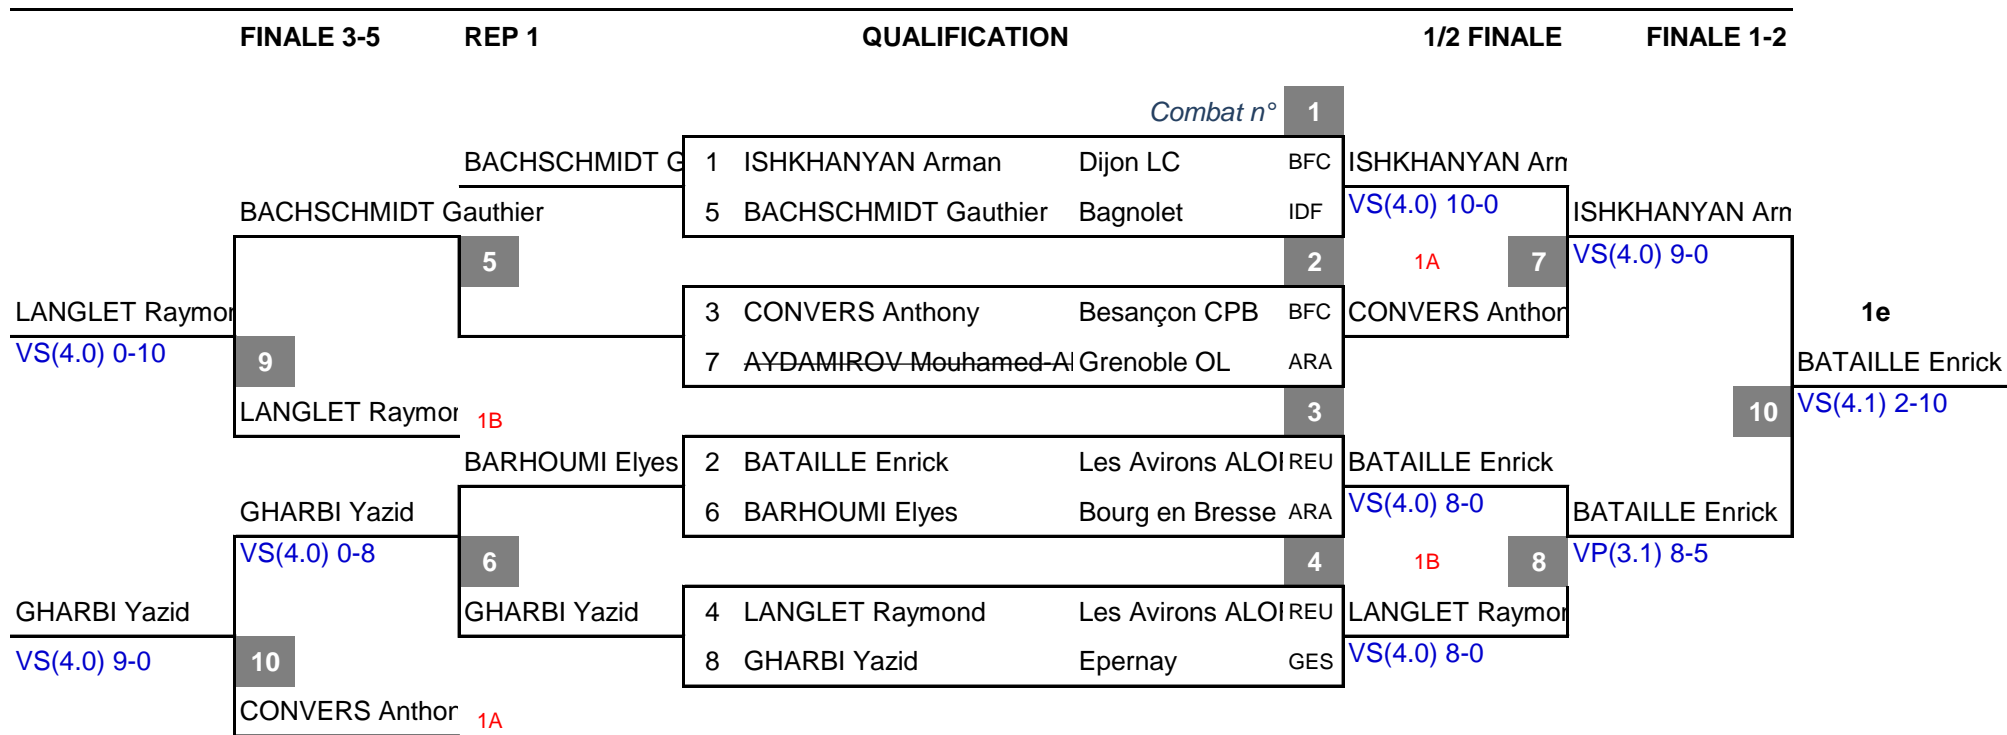 FINALE 3-5 REP 1 QUALIFICATION 1/2 FINALE FINALE 1-2
Combat n° 1
BACHSCHMIDT G 1 ISHKHANYAN Arman Dijon LC BFC ISHKHANYAN Arm
BACHSCHMIDT Gauthier 5 BACHSCHMIDT Gauthier Bagnolet IDF VS(4.0) 10-0 ISHKHANYAN Arm
5 2 1A 7 VS(4.0) 9-0
LANGLET Raymon 3 CONVERS Anthony Besançon CPB BFC CONVERS Anthon 1e
VS(4.0) 0-10 9 7 AYDAMIROV Mouhamed-Al Grenoble OL ARA BATAILLE Enrick
LANGLET Raymon 1B 3 10 VS(4.1) 2-10
BARHOUMI Elyes 2 BATAILLE Enrick Les Avirons ALOI REU BATAILLE Enrick
GHARBI Yazid 6 BARHOUMI Elyes Bourg en Bresse ARA VS(4.0) 8-0 BATAILLE Enrick
VS(4.0) 0-8 6 4 1B 8 VP(3.1) 8-5
GHARBI Yazid GHARBI Yazid 4 LANGLET Raymond Les Avirons ALOI REU LANGLET Raymon
VS(4.0) 9-0 10 8 GHARBI Yazid Epernay GES VS(4.0) 8-0
CONVERS Anthon 1A